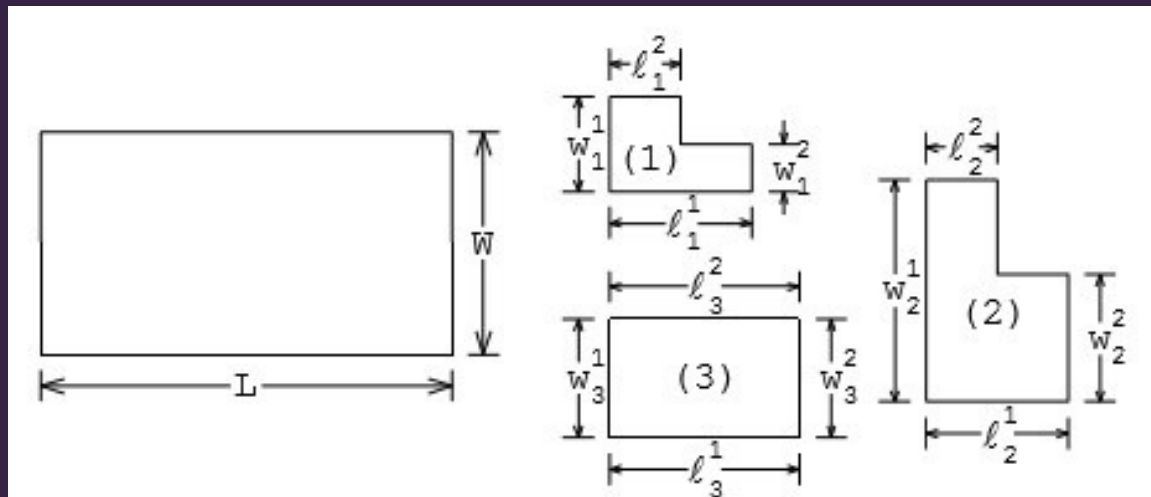 W
L
ℓ₁²
w₁¹
(1)
w₁²
ℓ₁¹
ℓ₃²
w₃¹
(3)
w₃²
ℓ₃¹
ℓ₂²
w₂¹
(2)
w₂²
ℓ₂¹